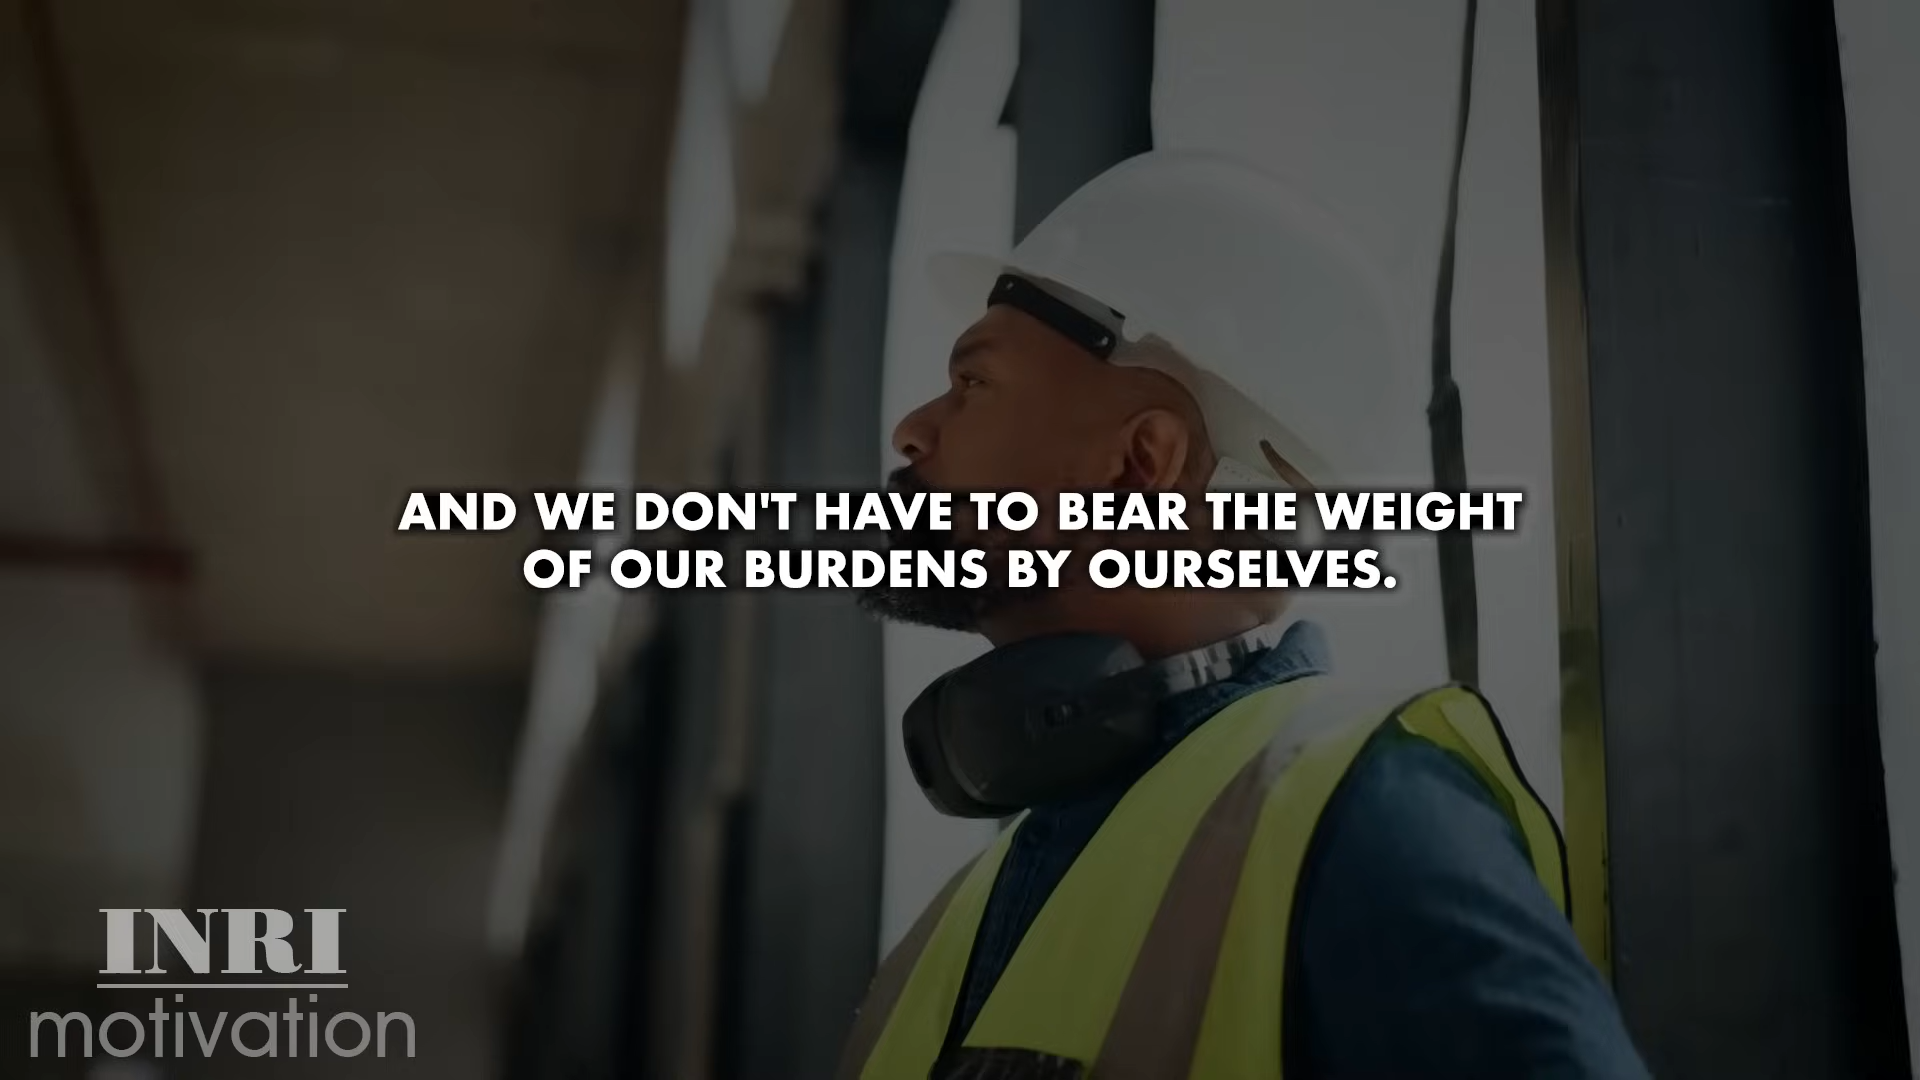 AND WE DON'T HAVE TO BEAR THE WEIGHT
OF OUR BURDENS BY OURSELVES.
INRI
motivation